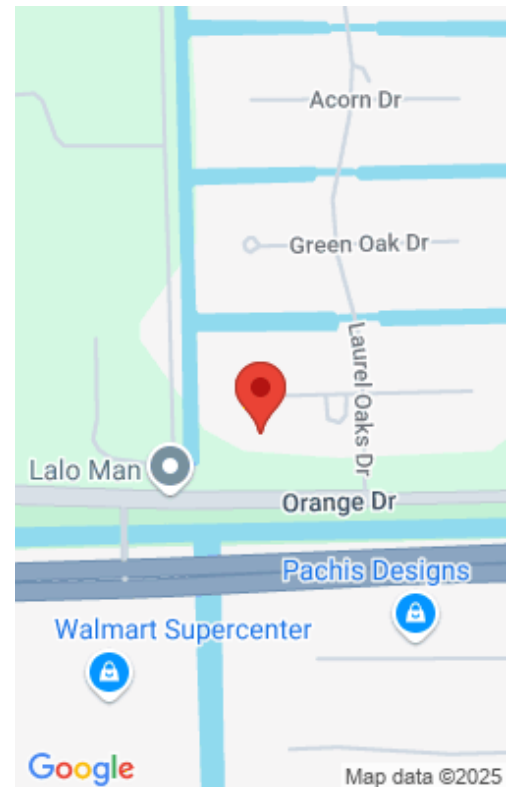 Acorn Dr
Green Oak Dr
Laurel Oaks Dr
Lalo Man
Orange Dr
Pachis Designs
Walmart Supercenter
Google
Map data ©2025